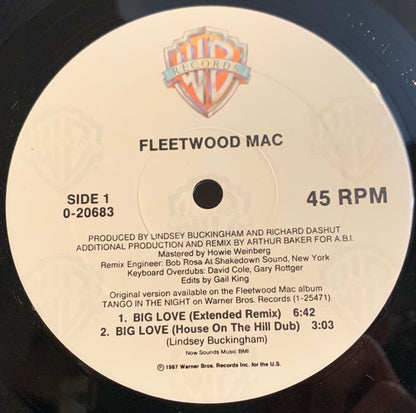 WB
RECORDS
FLEETWOOD MAC
SIDE 1
0-20683
45 RPM
PRODUCED BY LINDSEY BUCKINGHAM AND RICHARD DASHUT
ADDITIONAL PRODUCTION AND REMIX BY ARTHUR BAKER FOR A.B.I.
Mastered by Howie Weinberg
Remix Engineer: Bob Rosa At Shakedown Sound, New York
Keyboard Overdubs: David Cole, Gary Rottger
Edits by Gail King
Original version available on the Fleetwood Mac album
TANGO IN THE NIGHT on Warner Bros. Records (1-25471)
1. BIG LOVE (Extended Remix) 6:42
2. BIG LOVE (House On The Hill Dub) 3:03
(Lindsey Buckingham)
Now Sounds Music BMI
℗ 1987 Warner Bros. Records Inc. for the U.S.